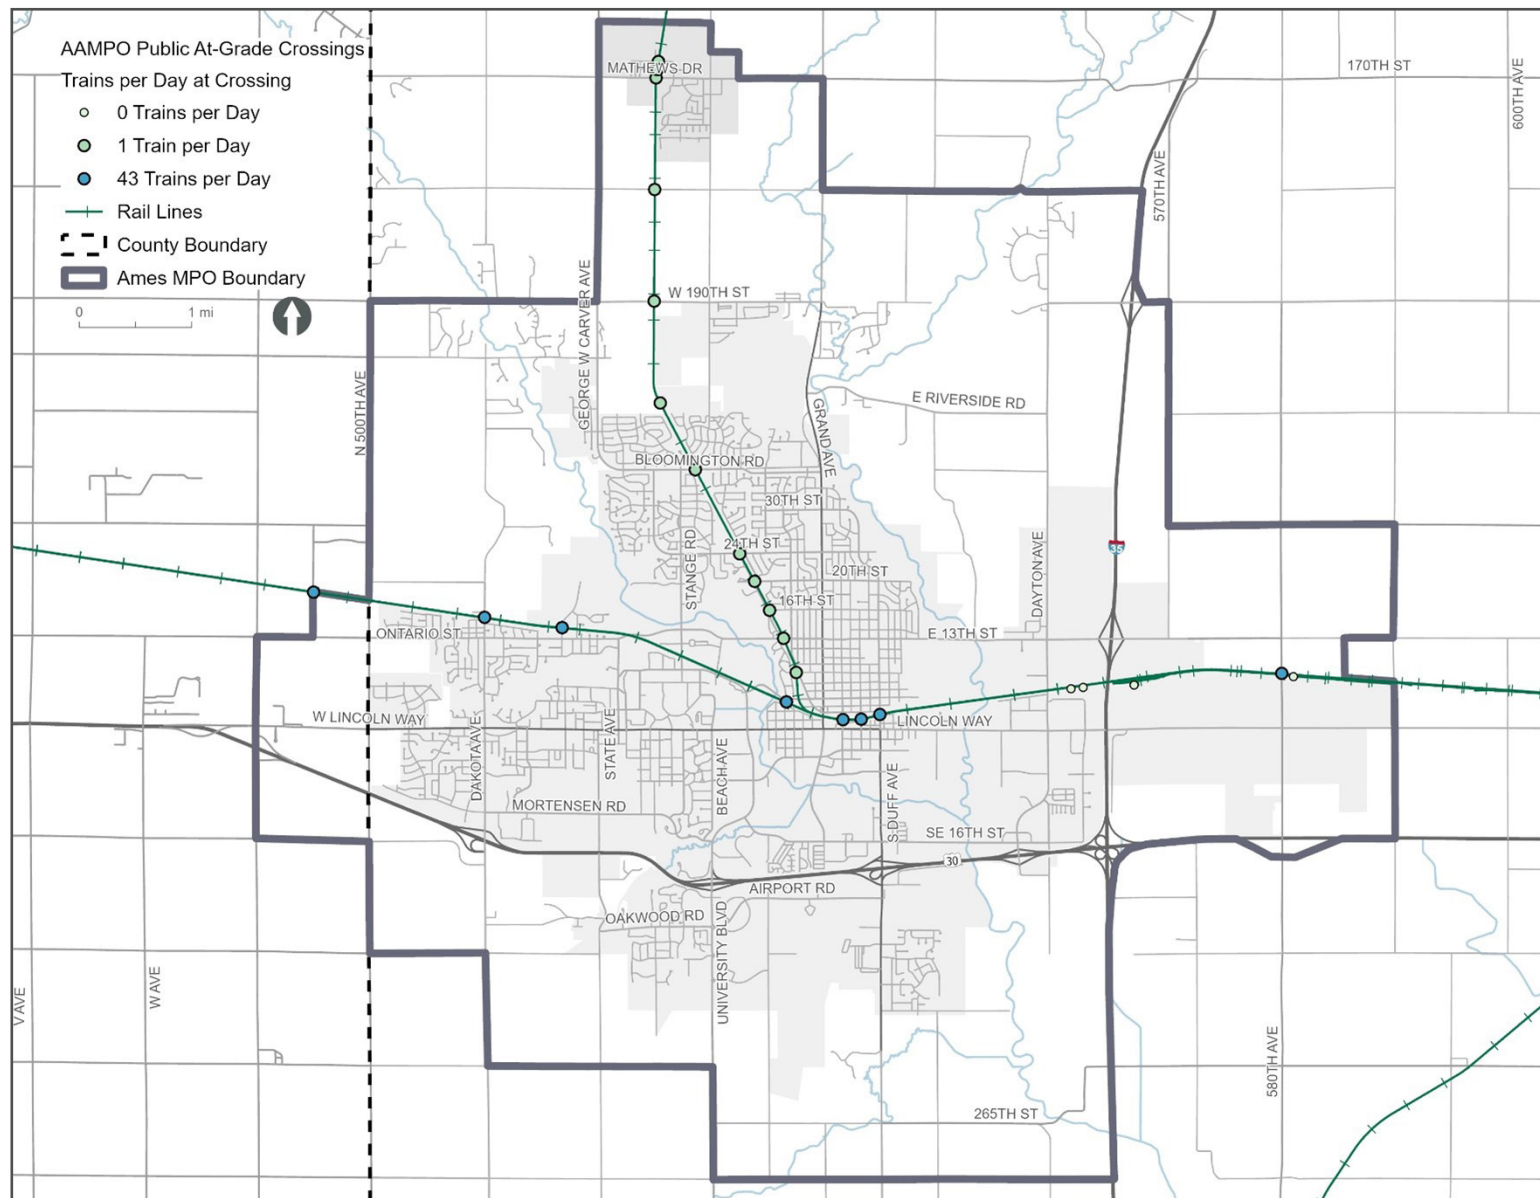 AAMPO Public At-Grade Crossings
Trains per Day at Crossing
0 Trains per Day
1 Train per Day
43 Trains per Day
Rail Lines
County Boundary
Ames MPO Boundary
0 1 mi
MATHEWS DR
170TH ST
600TH AVE
570TH AVE
W 190TH ST
GEORGE W CARVER AVE
N 500TH AVE
E RIVERSIDE RD
GRAND AVE
BLOOMINGTON RD
30TH ST
24TH ST
STANGE RD
20TH ST
16TH ST
DAYTON AVE
35
ONTARIO ST
E 13TH ST
W LINCOLN WAY
LINCOLN WAY
DAKOTA AVE
STATE AVE
BEACH AVE
S DUFF AVE
MORTENSEN RD
SE 16TH ST
30
AIRPORT RD
OAKWOOD RD
UNIVERSITY BLVD
V AVE
W AVE
580TH AVE
265TH ST